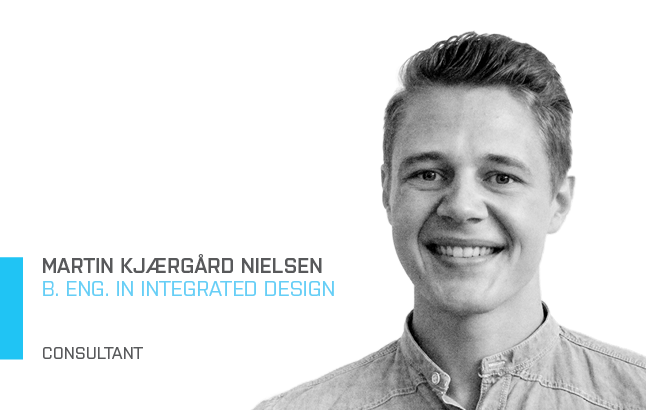 MARTIN KJÆRGÅRD NIELSEN
B. ENG. IN INTEGRATED DESIGN
CONSULTANT